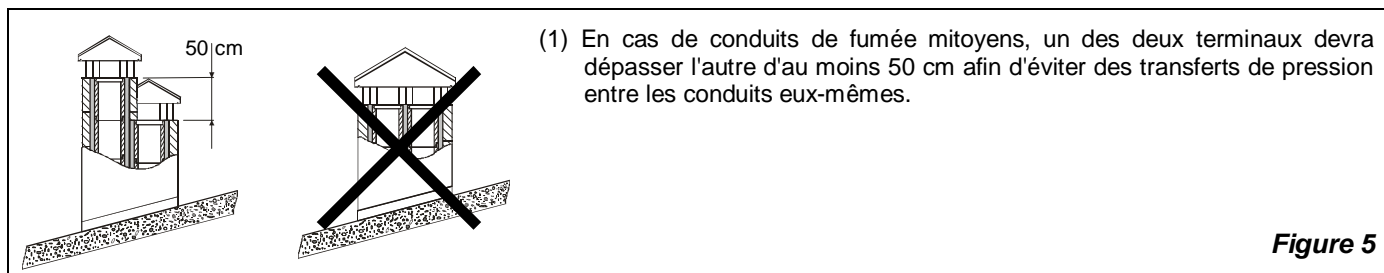 50 cm
(1) En cas de conduits de fumée mitoyens, un des deux terminaux devra
dépasser l'autre d'au moins 50 cm afin d'éviter des transferts de pression
entre les conduits eux-mêmes.
Figure 5